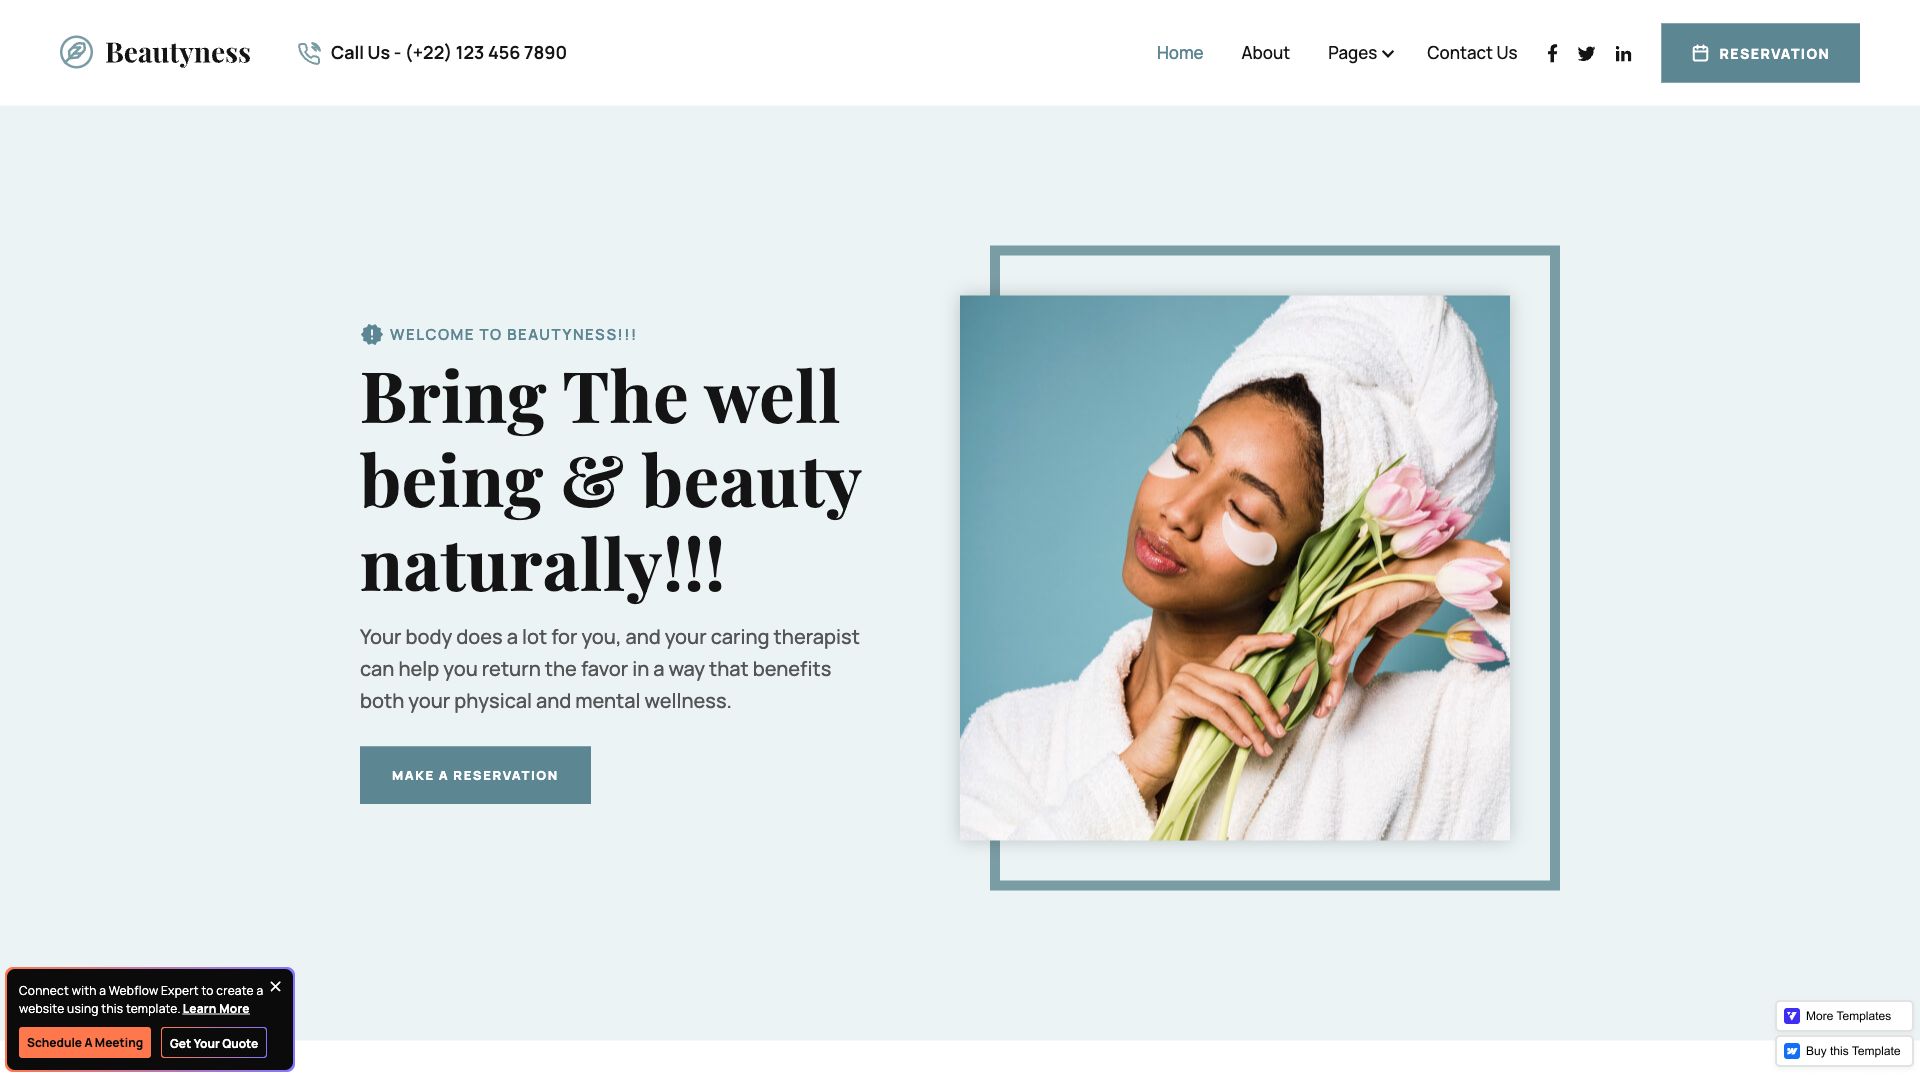 Beautyness
Call Us - (+22) 123 456 7890
Home
About
Pages
Contact Us
RESERVATION
WELCOME TO BEAUTYNESS!!!
Bring The well
being & beauty
naturally!!!
Your body does a lot for you, and your caring therapist
can help you return the favor in a way that benefits
both your physical and mental wellness.
MAKE A RESERVATION
Connect with a Webflow Expert to create a
website using this template. Learn More
Schedule A Meeting
Get Your Quote
More Templates
Buy this Template